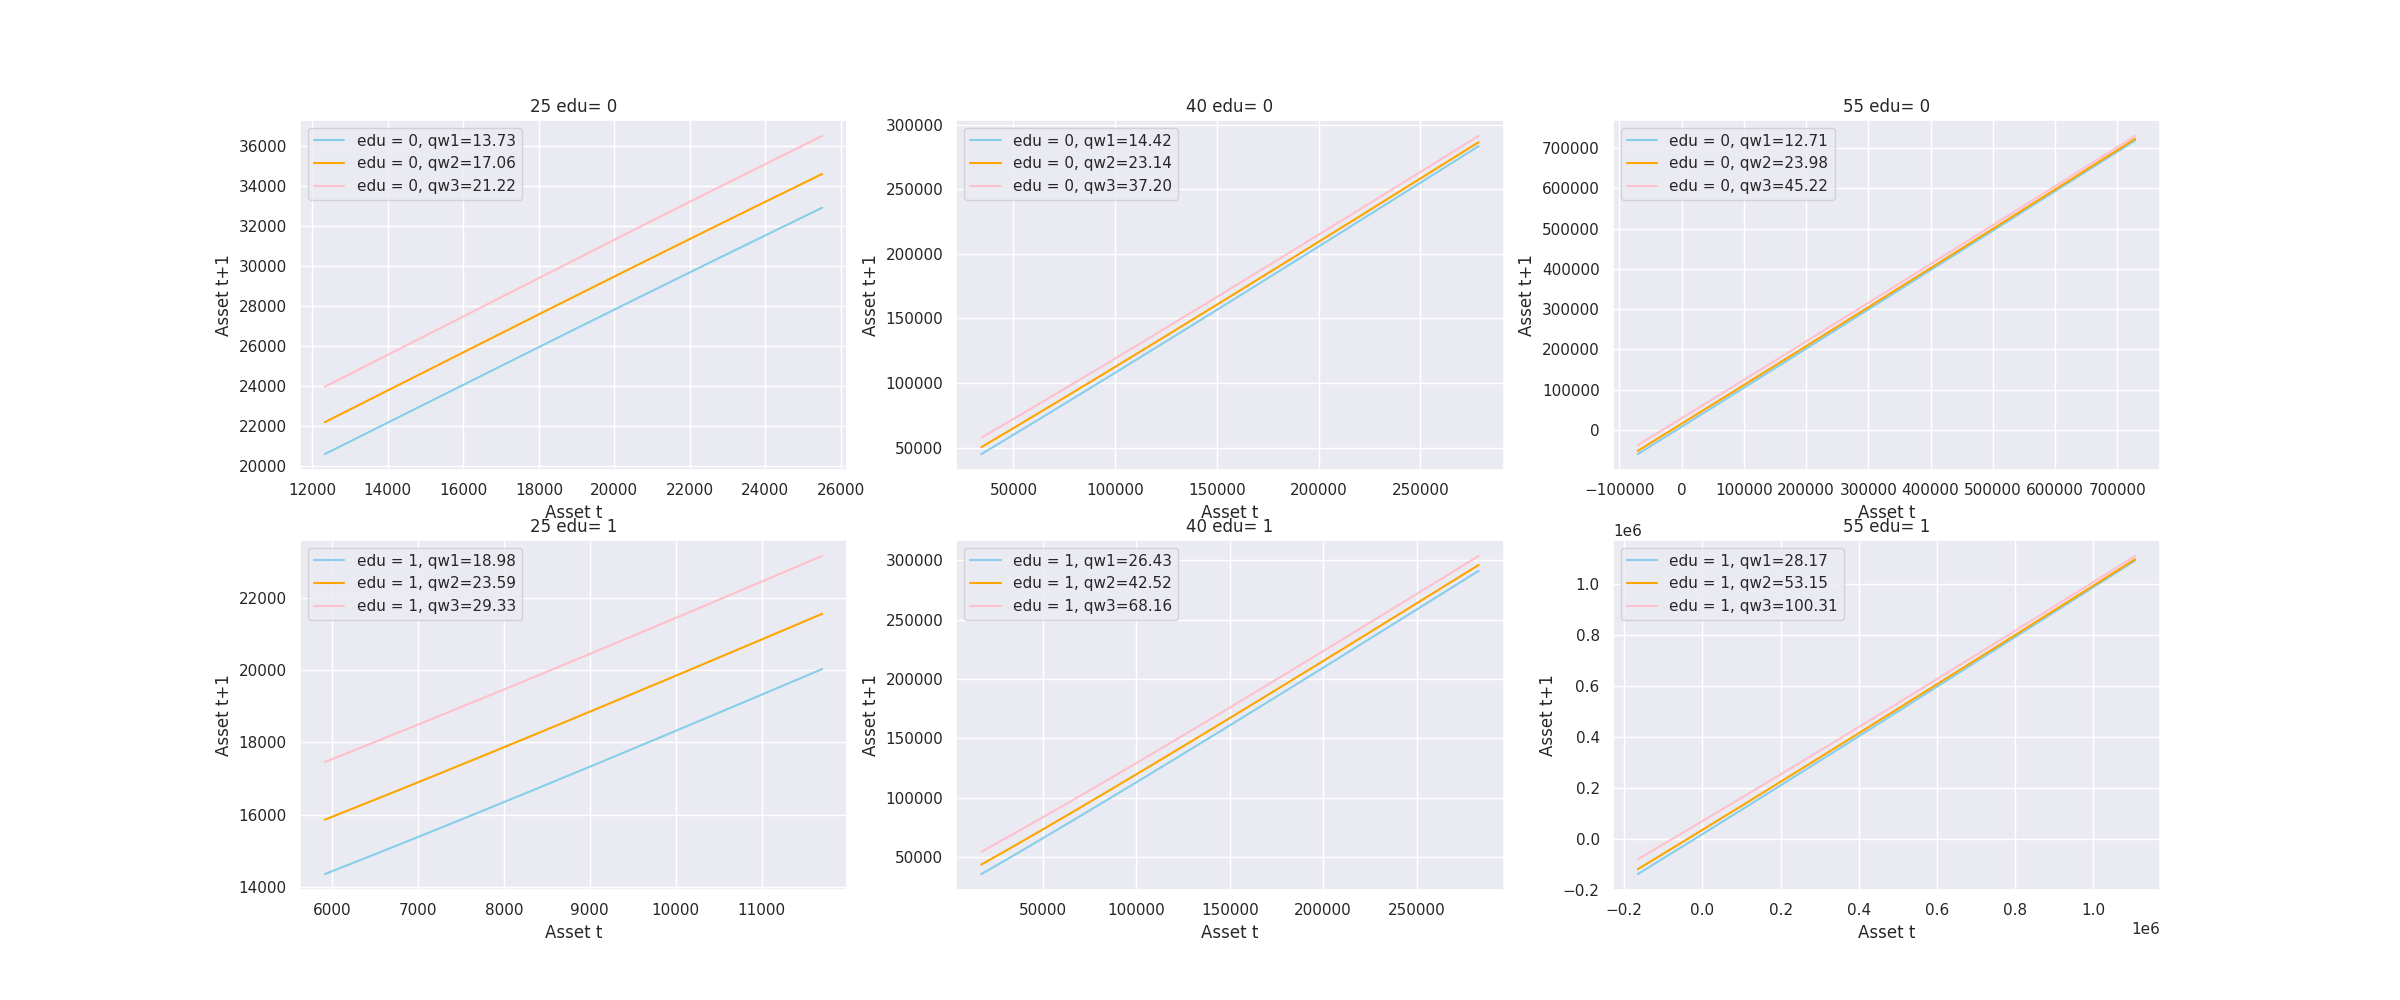 25 edu= 0
edu = 0, qw1=13.73
edu = 0, qw2=17.06
edu = 0, qw3=21.22
Asset t+1
36000
34000
32000
30000
28000
26000
24000
22000
20000
12000 14000 16000 18000 20000 22000 24000 26000
Asset t
40 edu= 0
edu = 0, qw1=14.42
edu = 0, qw2=23.14
edu = 0, qw3=37.20
Asset t+1
300000
250000
200000
150000
100000
50000
50000 100000 150000 200000 250000
Asset t
55 edu= 0
edu = 0, qw1=12.71
edu = 0, qw2=23.98
edu = 0, qw3=45.22
Asset t+1
700000
600000
500000
400000
300000
200000
100000
0
−100000 0 100000 200000 300000 400000 500000 600000 700000
Asset t
25 edu= 1
edu = 1, qw1=18.98
edu = 1, qw2=23.59
edu = 1, qw3=29.33
Asset t+1
22000
20000
18000
16000
14000
6000 7000 8000 9000 10000 11000
Asset t
40 edu= 1
edu = 1, qw1=26.43
edu = 1, qw2=42.52
edu = 1, qw3=68.16
Asset t+1
300000
250000
200000
150000
100000
50000
50000 100000 150000 200000 250000
Asset t
55 edu= 1
1e6
edu = 1, qw1=28.17
edu = 1, qw2=53.15
edu = 1, qw3=100.31
Asset t+1
1.0
0.8
0.6
0.4
0.2
0.0
−0.2
−0.2 0.0 0.2 0.4 0.6 0.8 1.0
1e6
Asset t